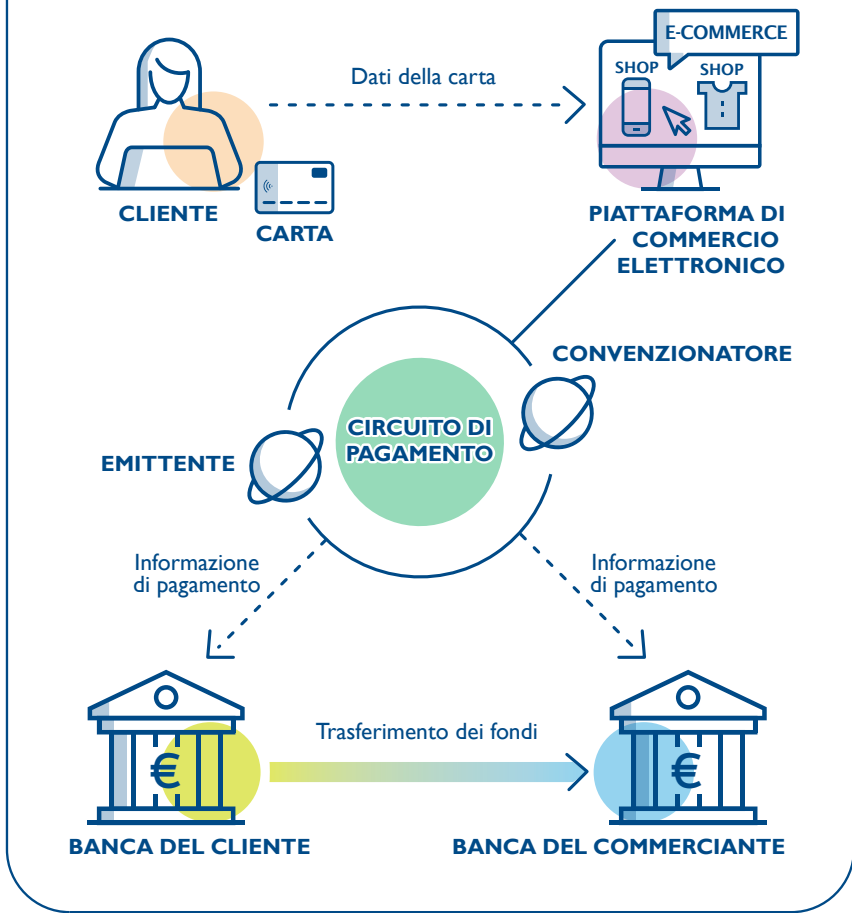 E-COMMERCE
SHOP
SHOP
Dati della carta
CLIENTE
CARTA
PIATTAFORMA DI
COMMERCIO
ELETTRONICO
CONVENZIONATORE
CIRCUITO DI
PAGAMENTO
EMITTENTE
Informazione
di pagamento
Informazione
di pagamento
Trasferimento dei fondi
€
€
BANCA DEL CLIENTE
BANCA DEL COMMERCIANTE